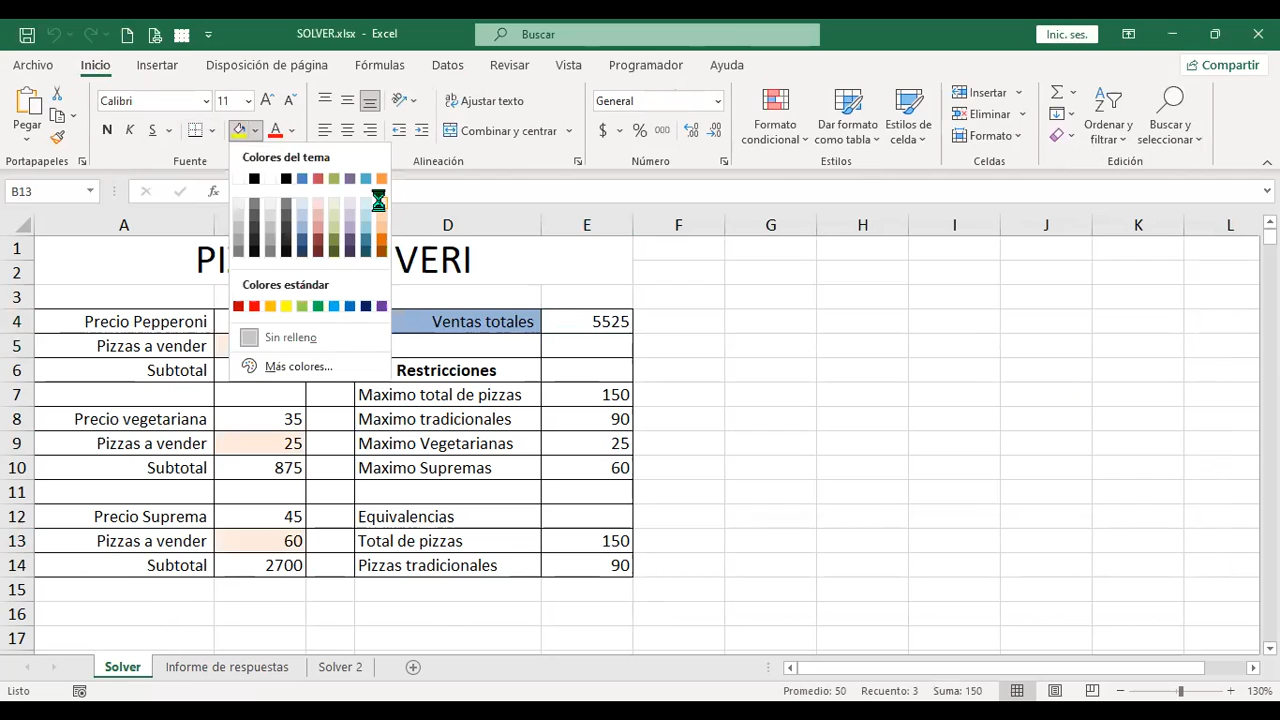 SOLVER.xlsx - Excel
Buscar
Inic. ses.
Archivo Inicio Insertar Disposición de página Fórmulas Datos Revisar Vista Programador Ayuda
Compartir
Pegar
Calibri 11
N K S
Ajustar texto
Combinar y centrar
General
$ % 000
Formato condicional
Dar formato como tabla
Estilos de celda
Insertar
Eliminar
Formato
Ordenar y filtrar
Buscar y seleccionar
Portapapeles Fuente Alineación Número Estilos Celdas Edición
B13
fx
Colores del tema
Colores estándar
Sin relleno
Más colores...
A D E F G H I J K L
1
2 VERI
3
4 Precio Pepperoni Ventas totales 5525
5 Pizzas a vender
6 Subtotal Restricciones
7 Maximo total de pizzas 150
8 Precio vegetariana 35 Maximo tradicionales 90
9 Pizzas a vender 25 Maximo Vegetarianas 25
10 Subtotal 875 Maximo Supremas 60
11
12 Precio Suprema 45 Equivalencias
13 Pizzas a vender 60 Total de pizzas 150
14 Subtotal 2700 Pizzas tradicionales 90
15
16
17
Solver Informe de respuestas Solver 2
Listo
Promedio: 50 Recuento: 3 Suma: 150
130%